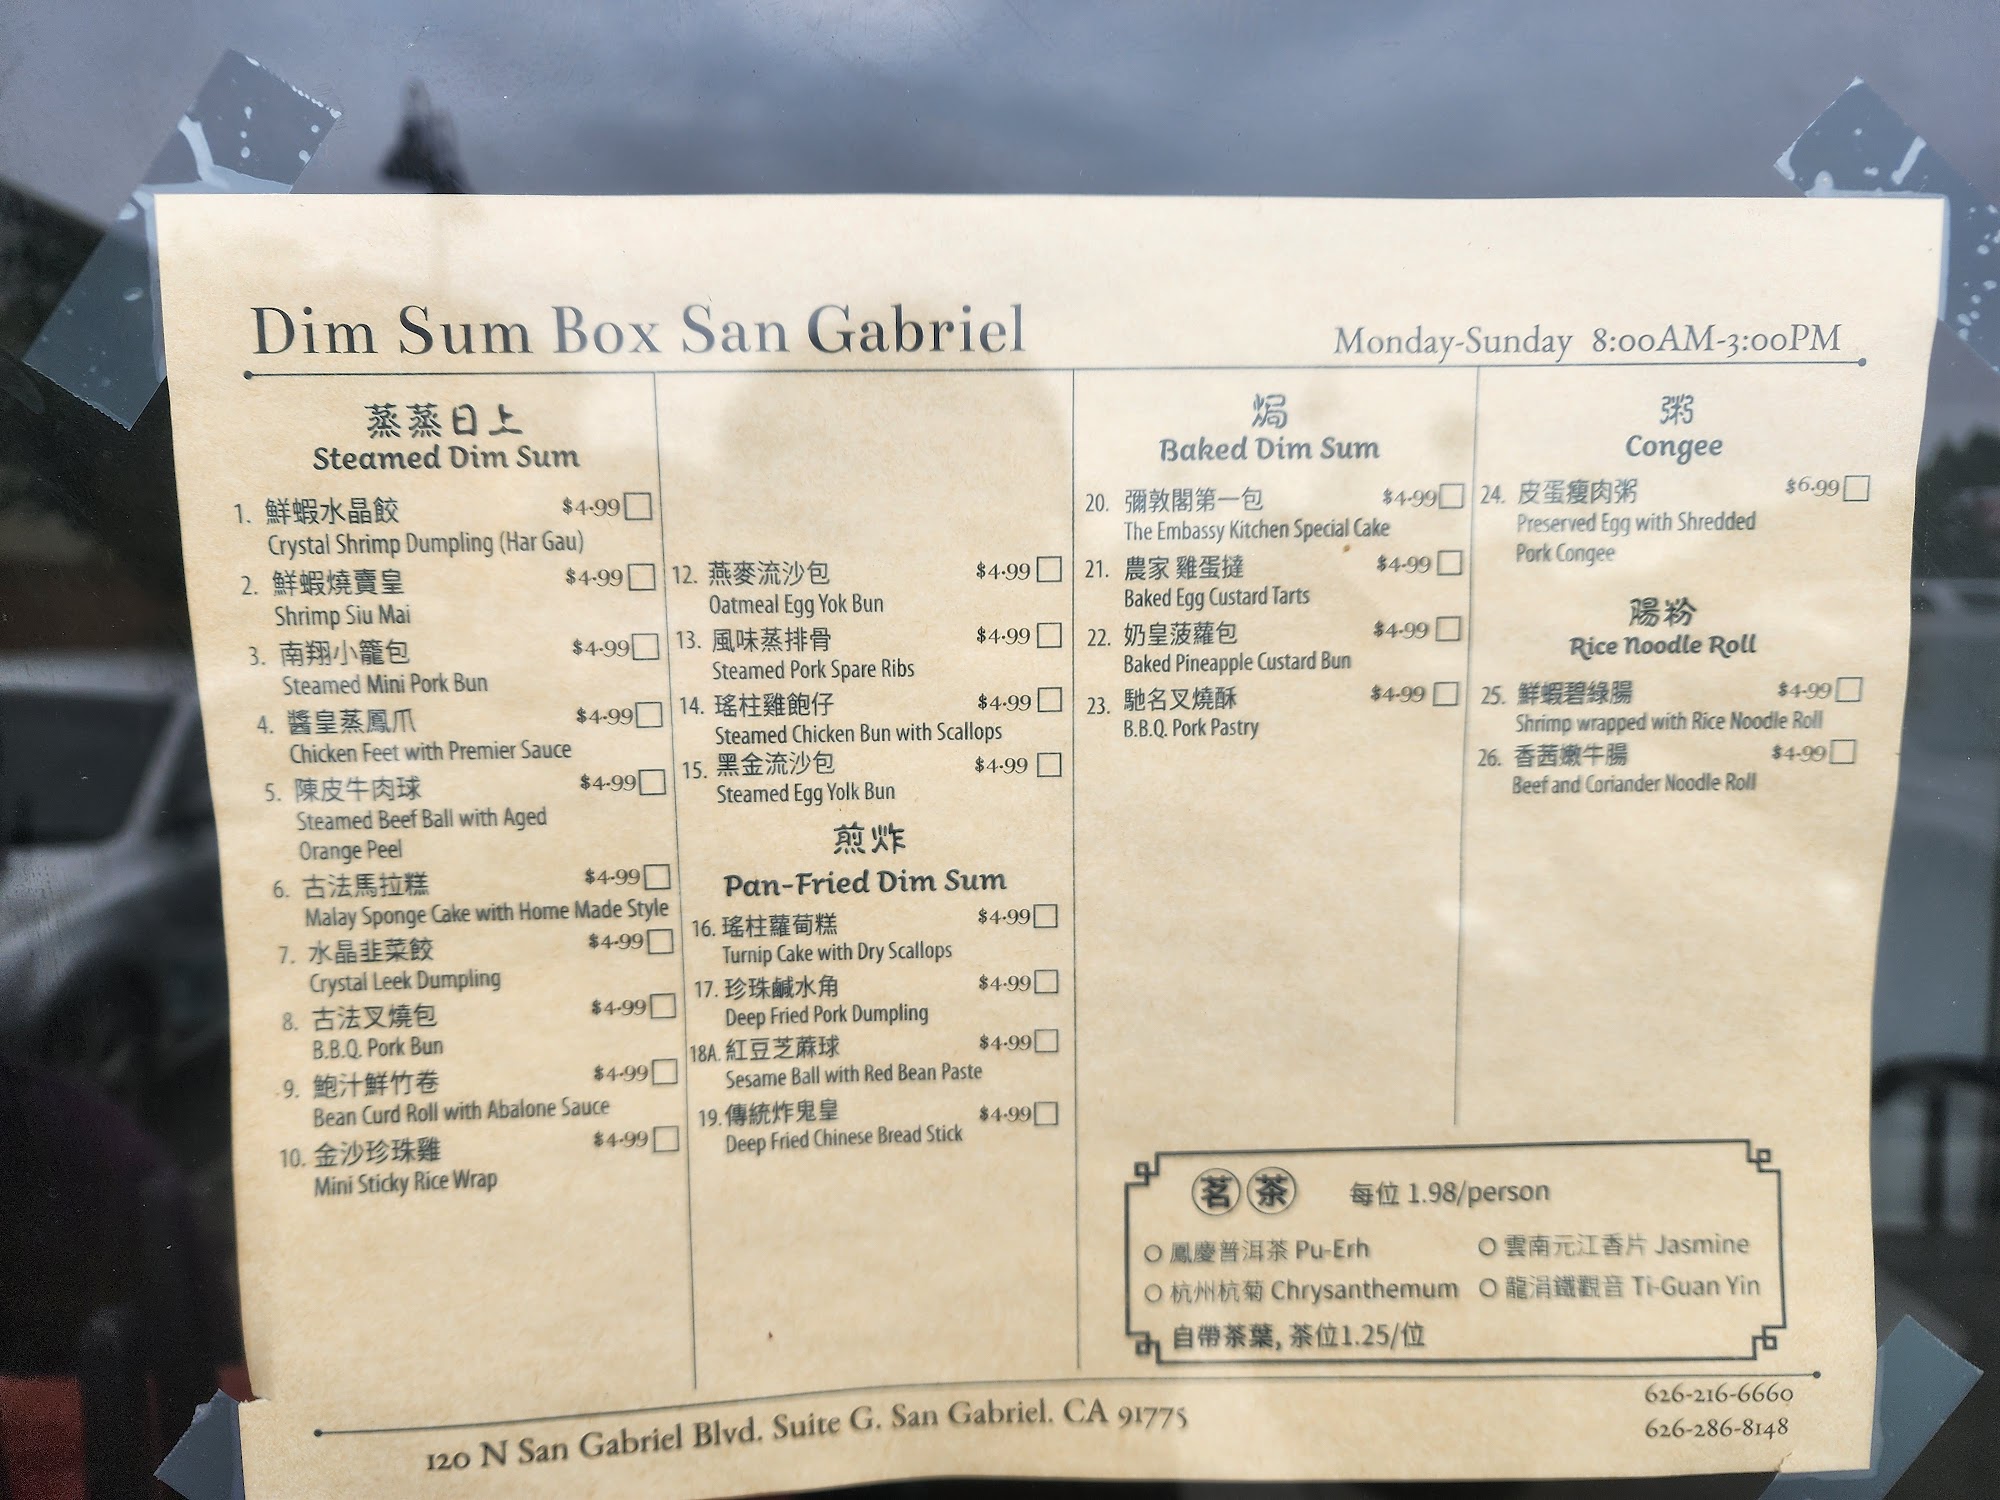 Dim Sum Box San Gabriel
Monday-Sunday 8:00AM-3:00PM
蒸蒸日上
Steamed Dim Sum
1. 鮮蝦水晶餃 $4.99
Crystal Shrimp Dumpling (Har Gau)
2. 鮮蝦燒賣皇 $4.99
Shrimp Siu Mai
3. 南翔小籠包 $4.99
Steamed Mini Pork Bun
4. 醬皇蒸鳳爪 $4.99
Chicken Feet with Premier Sauce
5. 陳皮牛肉球 $4.99
Steamed Beef Ball with Aged
Orange Peel
6. 古法馬拉糕 $4.99
Malay Sponge Cake with Home Made Style
7. 水晶韭菜餃 $4.99
Crystal Leek Dumpling
8. 古法叉燒包 $4.99
B.B.Q. Pork Bun
9. 鮑汁鮮竹卷 $4.99
Bean Curd Roll with Abalone Sauce
10. 金沙珍珠雞 $4.99
Mini Sticky Rice Wrap
12. 燕麥流沙包 $4.99
Oatmeal Egg Yok Bun
13. 風味蒸排骨 $4.99
Steamed Pork Spare Ribs
14. 瑤柱雞飽仔 $4.99
Steamed Chicken Bun with Scallops
15. 黑金流沙包 $4.99
Steamed Egg Yolk Bun
煎炸
Pan-Fried Dim Sum
16. 瑤柱蘿蔔糕 $4.99
Turnip Cake with Dry Scallops
17. 珍珠鹹水角 $4.99
Deep Fried Pork Dumpling
18A. 紅豆芝蔴球 $4.99
Sesame Ball with Red Bean Paste
19. 傳統炸鬼皇 $4.99
Deep Fried Chinese Bread Stick
焗
Baked Dim Sum
20. 彌敦閣第一包 $4.99
The Embassy Kitchen Special Cake
21. 農家 雞蛋撻 $4.99
Baked Egg Custard Tarts
22. 奶皇菠蘿包 $4.99
Baked Pineapple Custard Bun
23. 馳名叉燒酥 $4.99
B.B.Q. Pork Pastry
粥
Congee
24. 皮蛋瘦肉粥 $6.99
Preserved Egg with Shredded
Pork Congee
腸粉
Rice Noodle Roll
25. 鮮蝦碧綠腸 $4.99
Shrimp wrapped with Rice Noodle Roll
26. 香茜嫩牛腸 $4.99
Beef and Coriander Noodle Roll
茗茶 每位 1.98/person
鳳慶普洱茶 Pu-Erh
雲南元江香片 Jasmine
杭州杭菊 Chrysanthemum
龍涓鐵觀音 Ti-Guan Yin
自帶茶葉, 茶位1.25/位
120 N San Gabriel Blvd. Suite G. San Gabriel. CA 91775
626-216-6660
626-286-8148